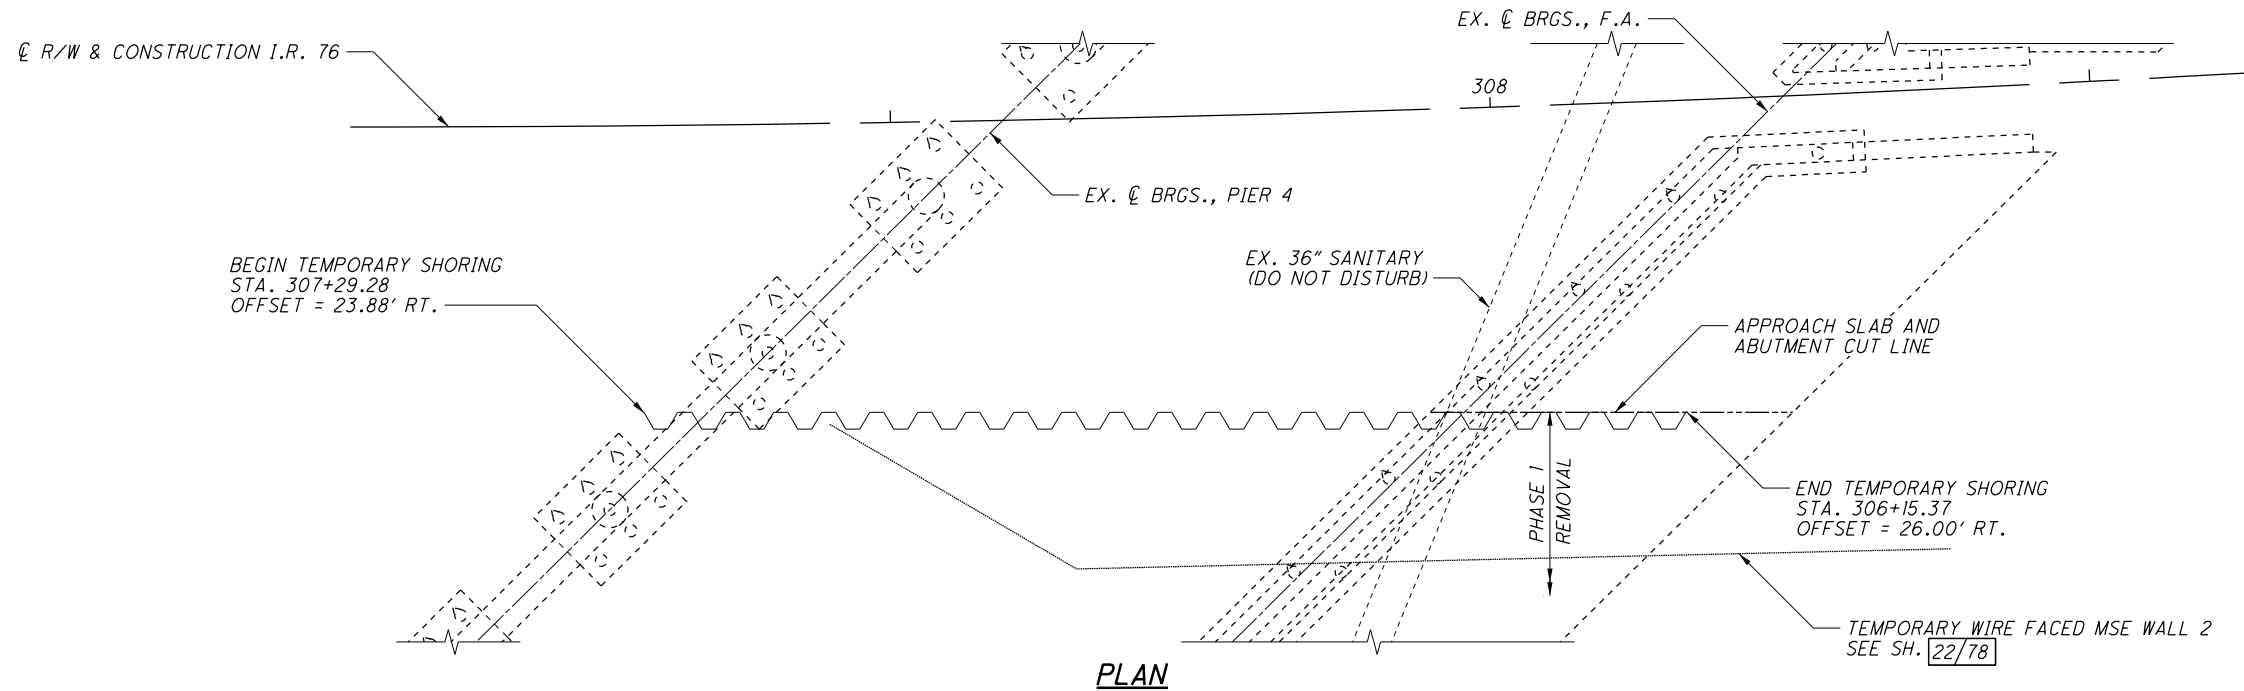 EX. ℄ BRGS., F.A.
℄ R/W & CONSTRUCTION I.R. 76
308
EX. ℄ BRGS., PIER 4
BEGIN TEMPORARY SHORING
STA. 307+29.28
OFFSET = 23.88' RT.
EX. 36" SANITARY
(DO NOT DISTURB)
APPROACH SLAB AND
ABUTMENT CUT LINE
PHASE 1
REMOVAL
END TEMPORARY SHORING
STA. 306+15.37
OFFSET = 26.00' RT.
TEMPORARY WIRE FACED MSE WALL 2
SEE SH. 22/78
PLAN